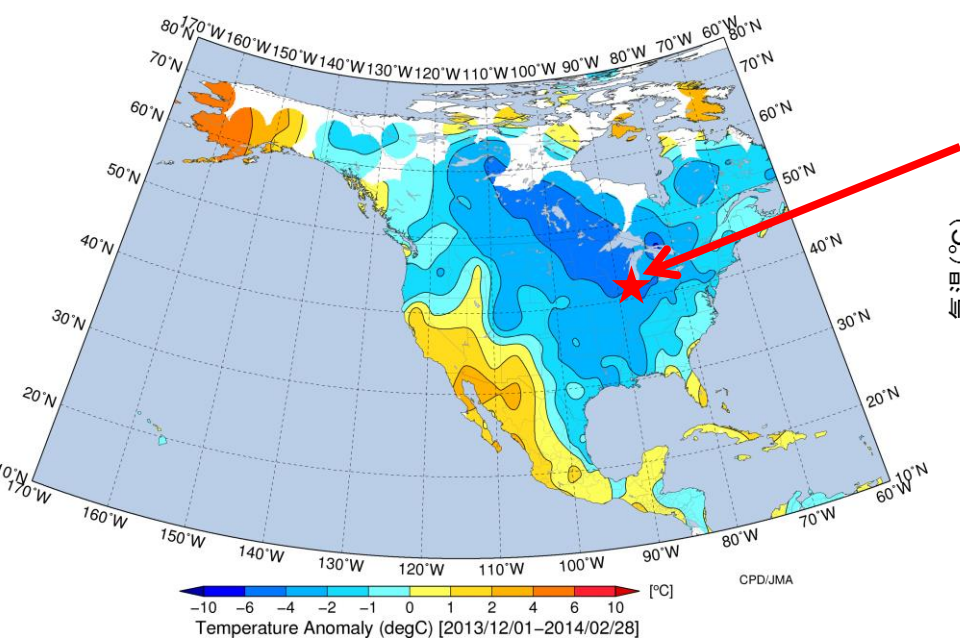 170˚W 160˚W 150˚W 140˚W 130˚W 120˚W 110˚W 100˚W 90˚W 80˚W 70˚W 60˚W
80˚N 80˚N
70˚N 70˚N
60˚N 60˚N
50˚N 50˚N
40˚N 40˚N
30˚N 30˚N
20˚N 20˚N
10˚N 10˚N
170˚W 160˚W 150˚W 140˚W 130˚W 120˚W 110˚W 100˚W 90˚W 80˚W 70˚W 60˚W
気温(℃)
CPD/JMA
−10 −6 −4 −2 −1 0 1 2 4 6 10 [℃]
Temperature Anomaly (degC) [2013/12/01−2014/02/28]